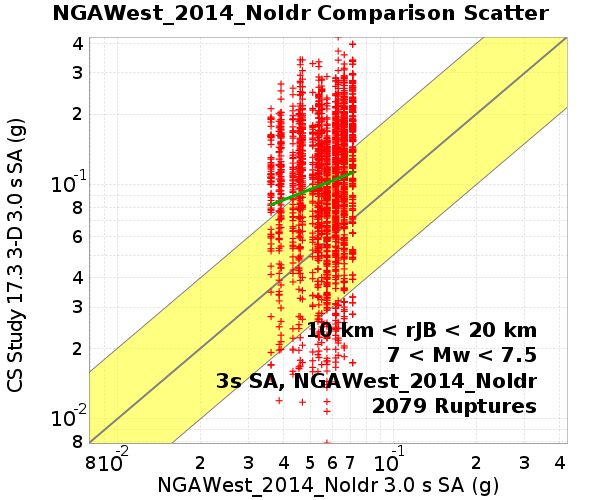 NGAWest_2014_NoIdr Comparison Scatter
CS Study 17.3 3-D 3.0 s SA (g)
4
3
2
10^-1
8
6
4
3
2
10^-2
8
10 km < rJB < 20 km
7 < Mw < 7.5
3s SA, NGAWest_2014_NoIdr
2079 Ruptures
8 10^-2 2 3 4 5 6 7 10^-1 2 3 4
NGAWest_2014_NoIdr 3.0 s SA (g)